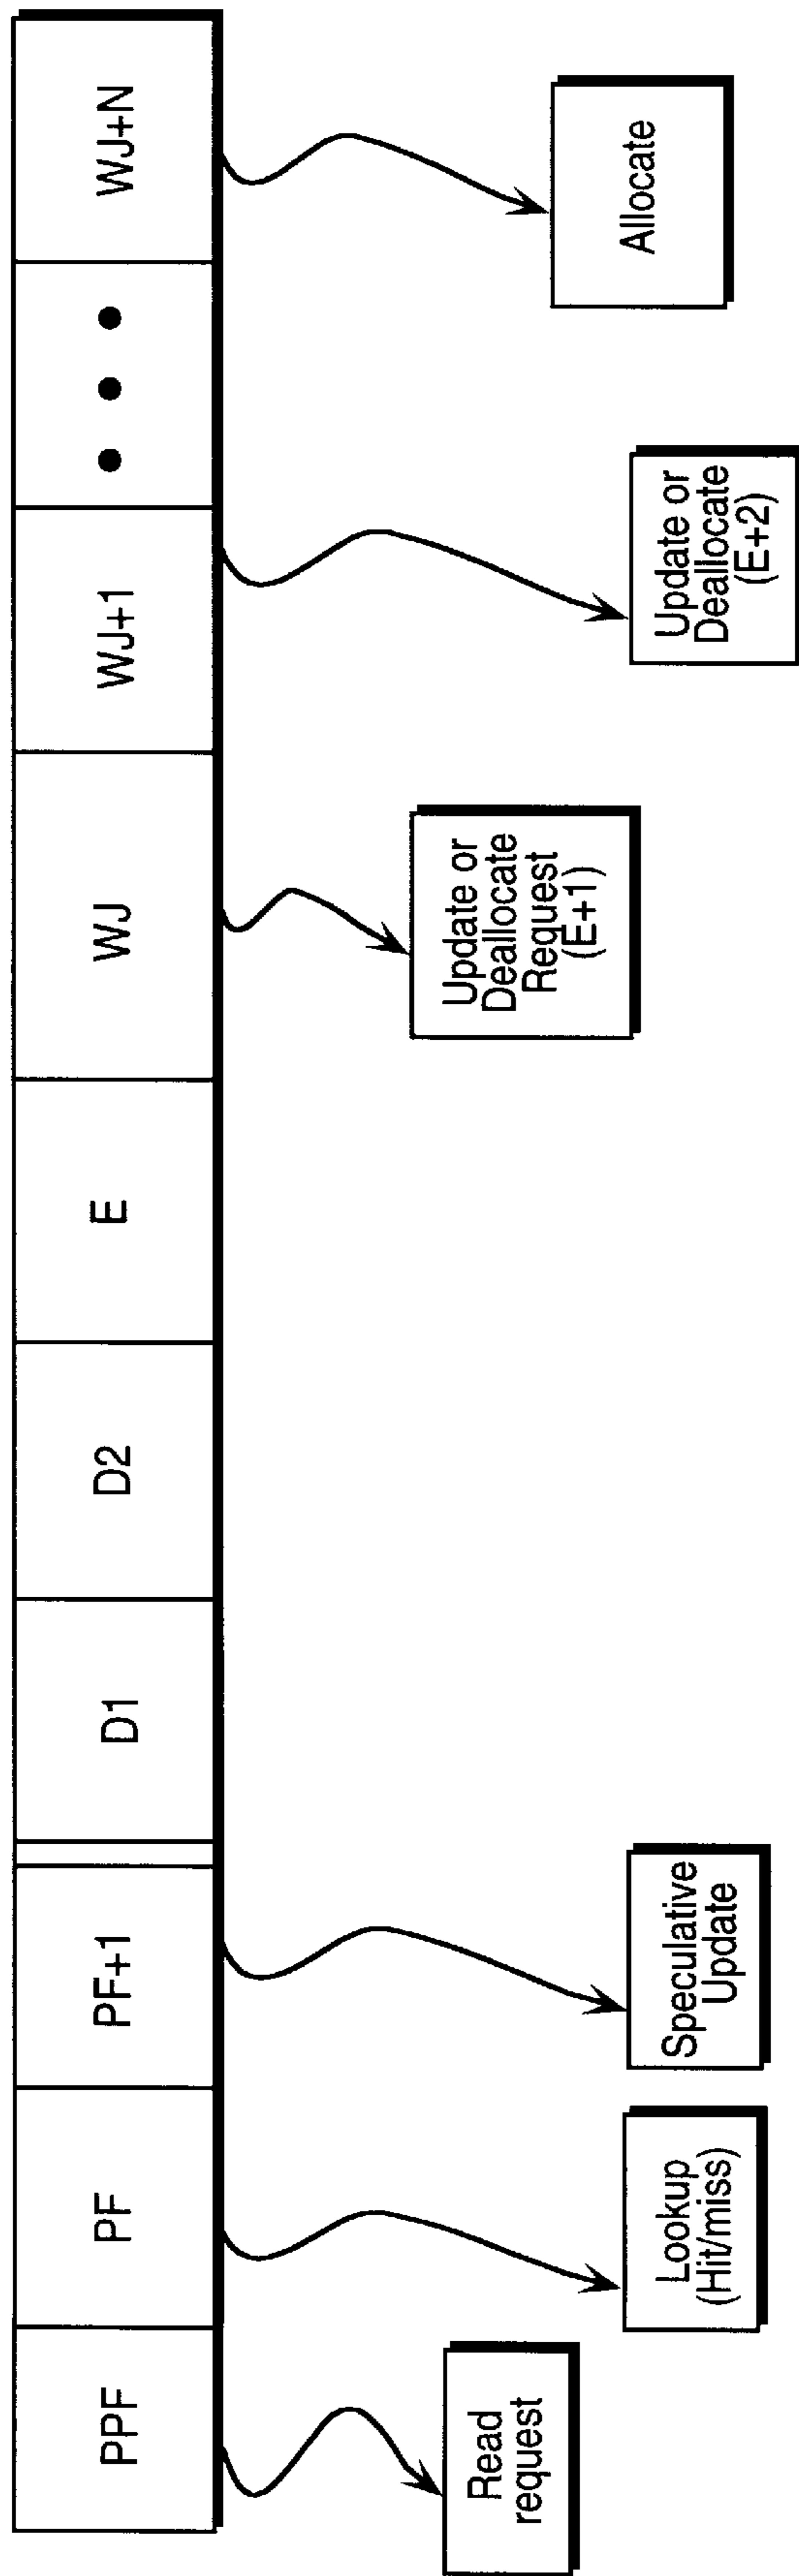 PPF
PF
PF+1
D1
D2
E
WJ
WJ+1
WJ+N
Read
request
Lookup
(Hit/miss)
Speculative
Update
Update or
Deallocate
Request
(E+1)
Update or
Deallocate
(E+2)
Allocate